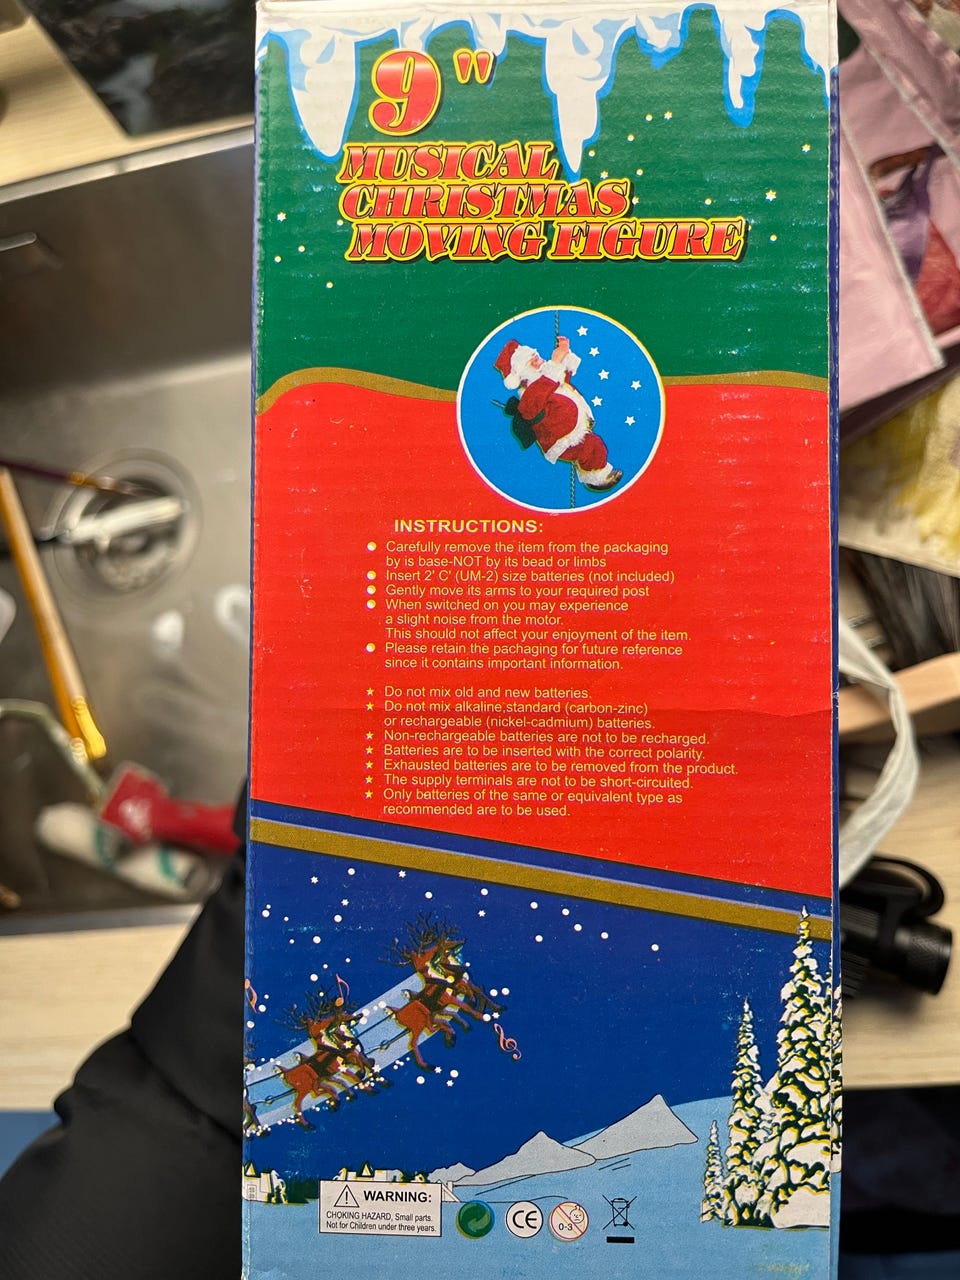 9"
MUSICAL
CHRISTMAS
MOVING FIGURE
INSTRUCTIONS:
● Carefully remove the item from the packaging
by is base-NOT by its bead or limbs
● Insert 2' C' (UM-2) size batteries (not included)
● Gently move its arms to your required post
● When switched on you may experience
a slight noise from the motor.
This should not affect your enjoyment of the item.
● Please retain the packaging for future reference
since it contains important information.
★ Do not mix old and new batteries.
★ Do not mix alkaline,standard (carbon-zinc)
or rechargeable (nickel-cadmium) batteries.
★ Non-rechargeable batteries are not to be recharged.
★ Batteries are to be inserted with the correct polarity.
★ Exhausted batteries are to be removed from the product.
★ The supply terminals are not to be short-circuited.
★ Only batteries of the same or equivalent type as
recommended are to be used.
WARNING:
CHOKING HAZARD, Small parts.
Not for Children under three years.
CE
0-3